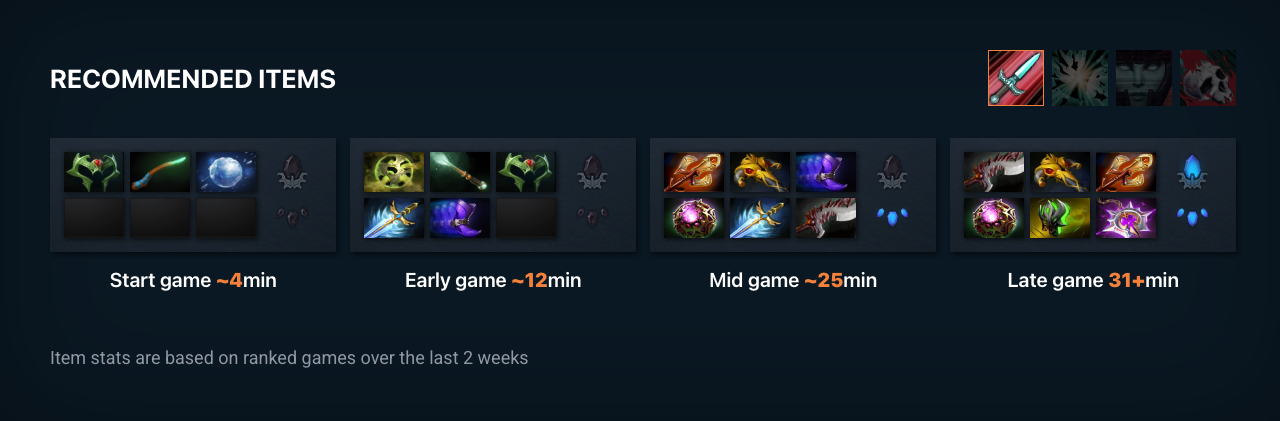 RECOMMENDED ITEMS
Start game ~4min
Early game ~12min
Mid game ~25min
Late game 31+min
Item stats are based on ranked games over the last 2 weeks